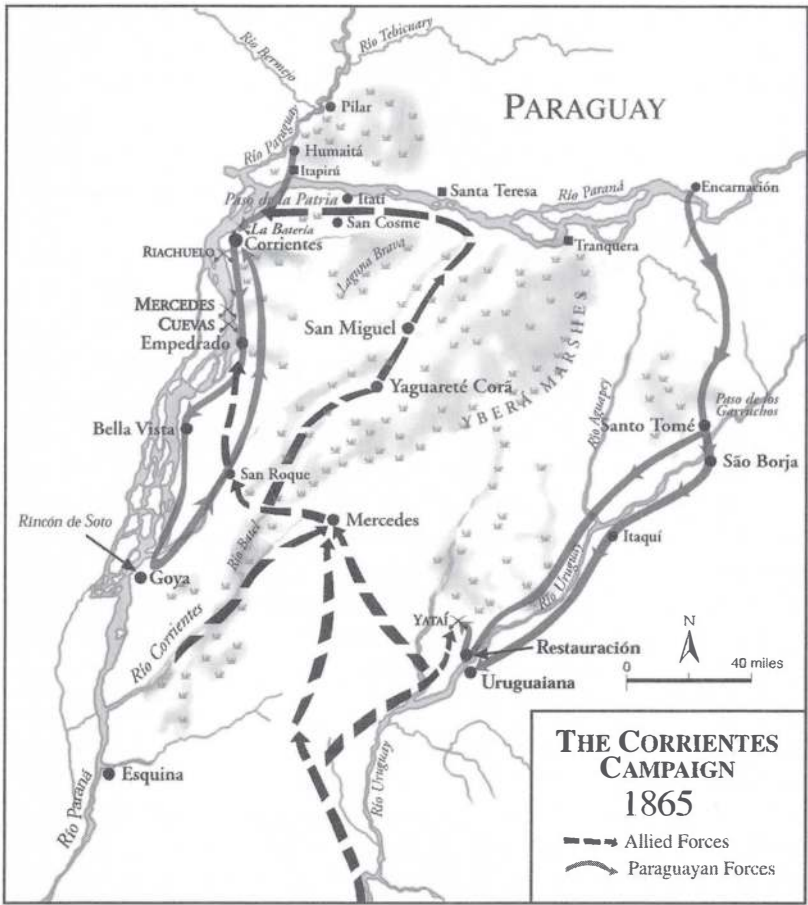 Río Bermejo
Río Tebicuary
Pilar
PARAGUAY
Río Paraguay
Humaitá
Itapirú
Paso de la Patria
Itatí
Santa Teresa
Río Paraná
Encarnación
San Cosme
La Batería
Corrientes
RIACHUELO
Tranquera
Laguna Brava
MERCEDES
CUEVAS
Empedrado
San Miguel
YBERÁ MARSHES
Yaguareté Corã
Río Aguapey
Paso de los
Garruchos
Bella Vista
Santo Tomé
São Borja
San Roque
Rincón de Soto
Mercedes
Itaquí
Río Batel
Goya
Río Uruguay
Río Corrientes
YATAÍ
N
Restauración
0 40 miles
Uruguaiana
Esquina
Río Paraná
Río Uruguay
THE CORRIENTES
CAMPAIGN
1865
Allied Forces
Paraguayan Forces